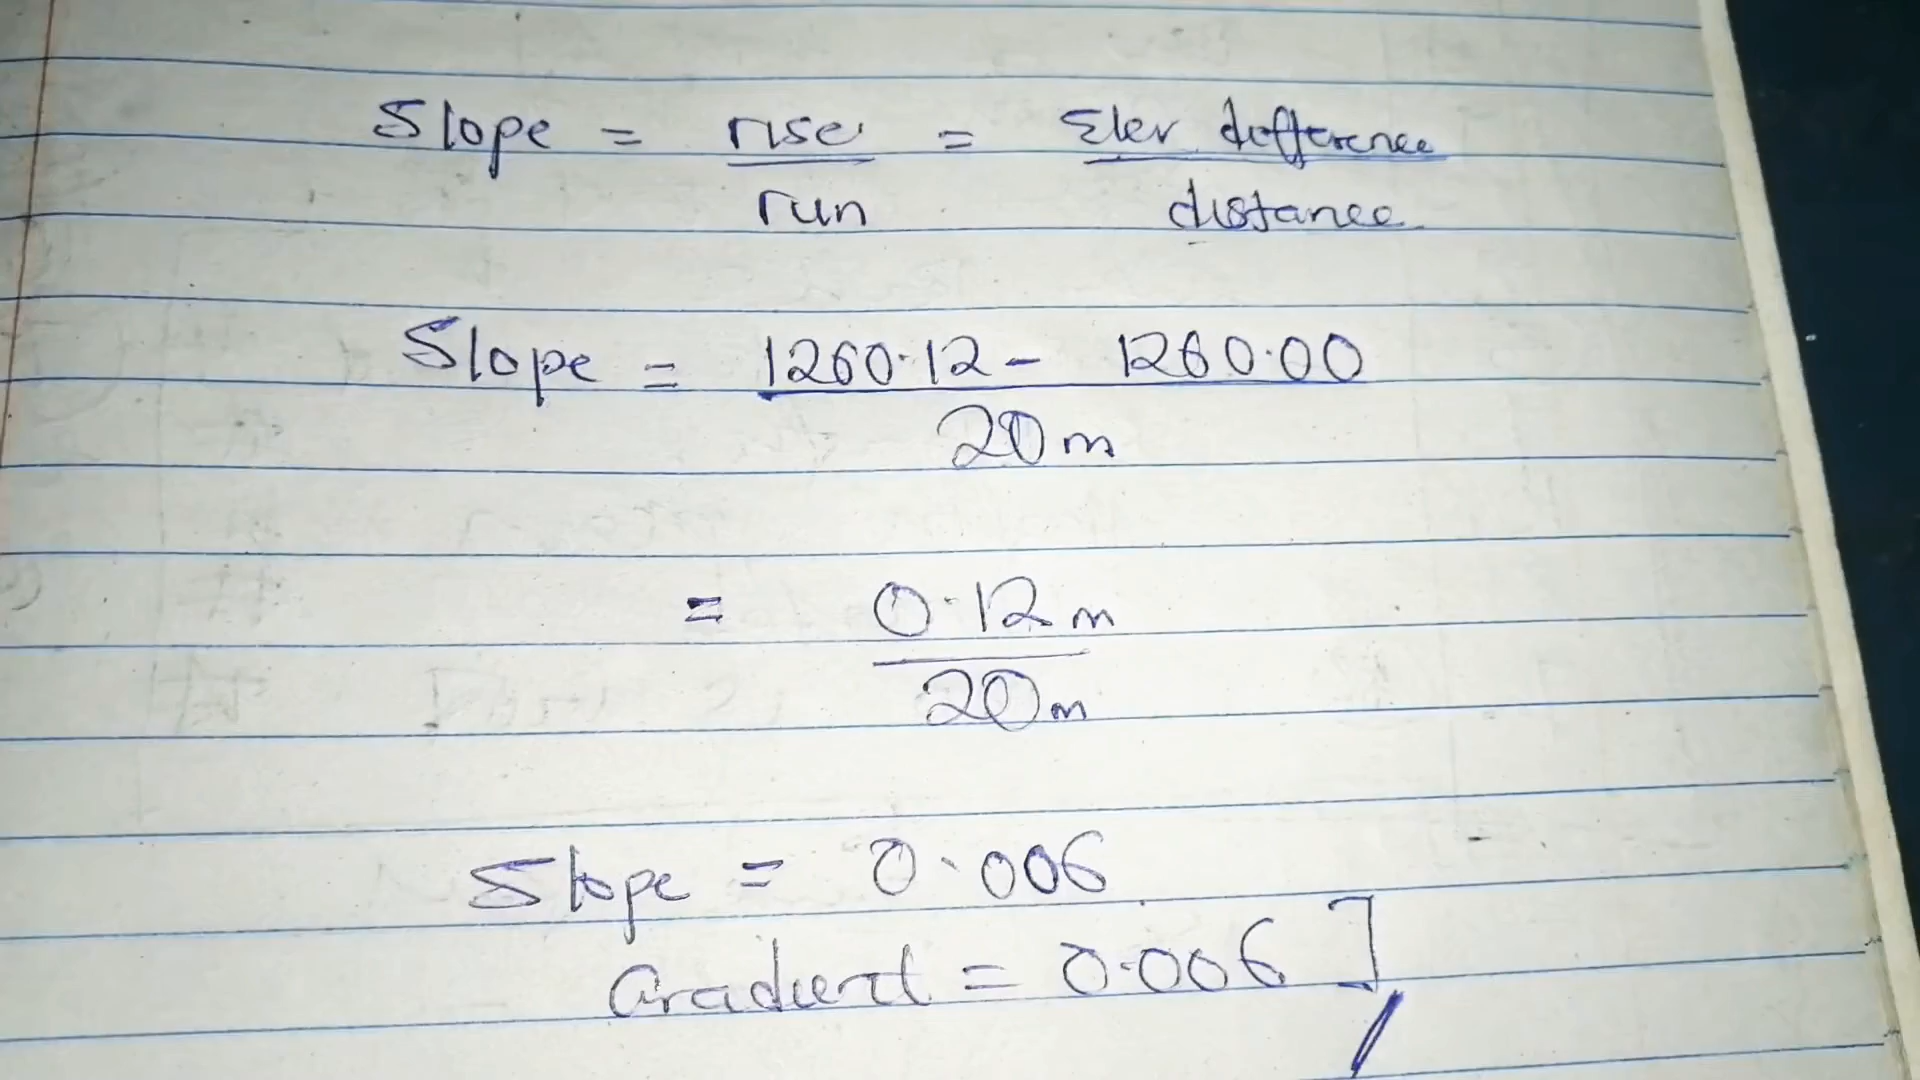 Slope = rise = Elev difference
run distance
Slope = 1260.12 - 1260.00
20m
= 0.12m
20m
Slope = 0.006
Gradient = 0.006]